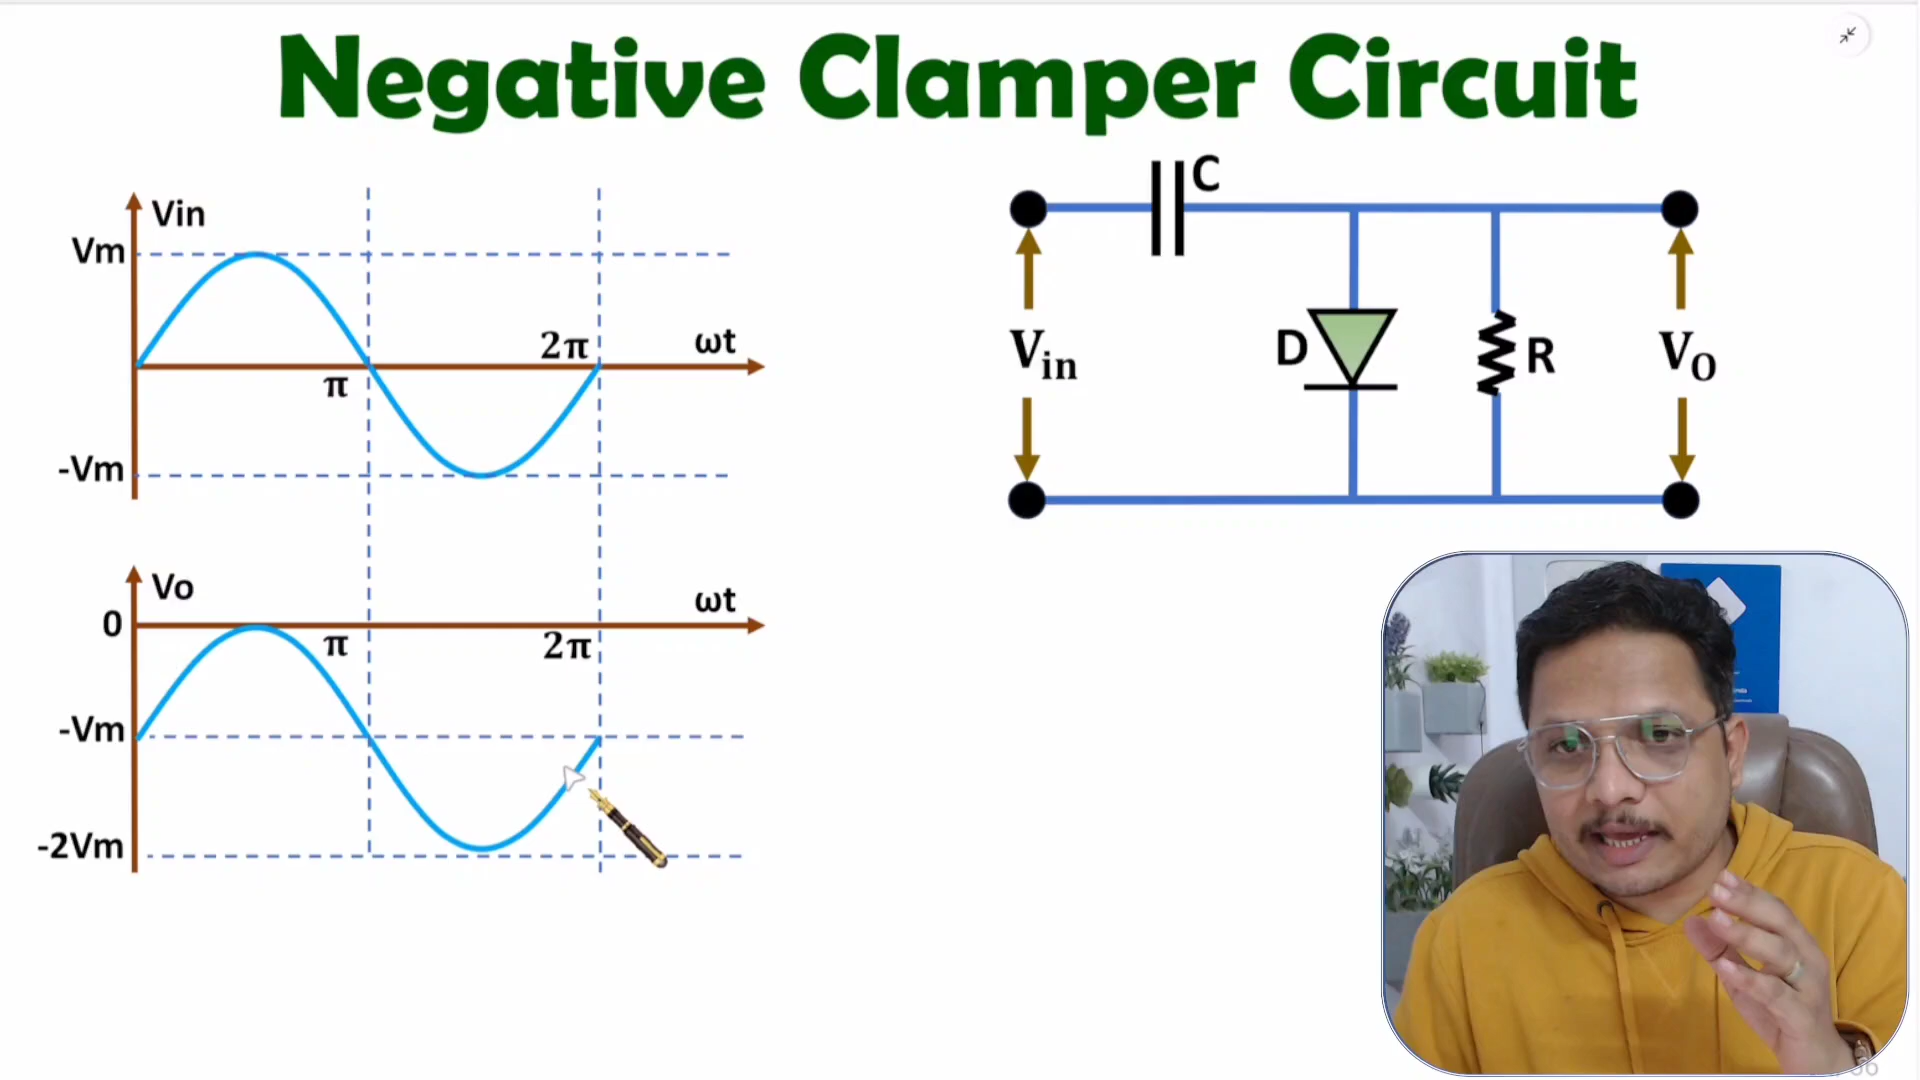 Negative Clamper Circuit
Vin
Vm
2π
ωt
π
-Vm
Vo
0
ωt
π
2π
-Vm
-2Vm
C
D
R
Vin
VO